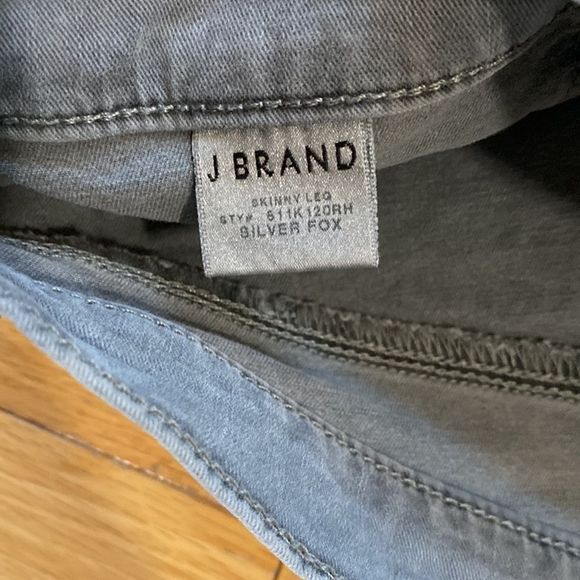 J BRAND
SKINNY LEG
STY# 811K120RH
SILVER FOX